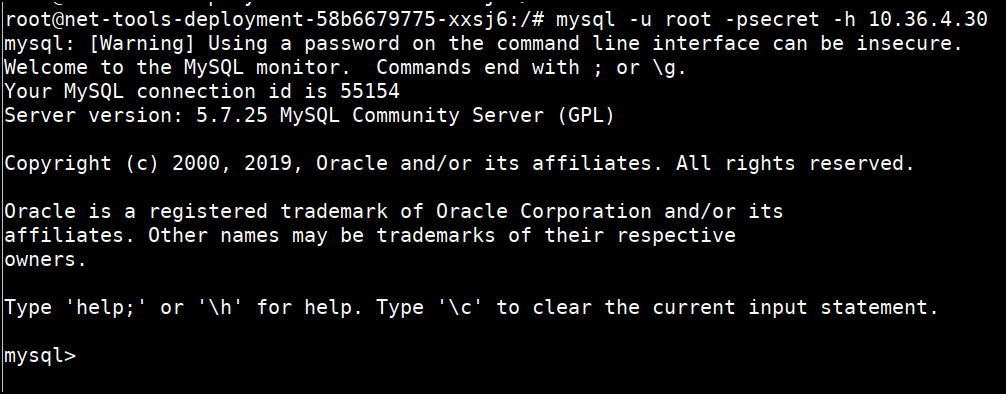 root@net-tools-deployment-58b6679775-xxsj6:/# mysql -u root -psecret -h 10.36.4.30
mysql: [Warning] Using a password on the command line interface can be insecure.
Welcome to the MySQL monitor.  Commands end with ; or \g.
Your MySQL connection id is 55154
Server version: 5.7.25 MySQL Community Server (GPL)

Copyright (c) 2000, 2019, Oracle and/or its affiliates. All rights reserved.

Oracle is a registered trademark of Oracle Corporation and/or its
affiliates. Other names may be trademarks of their respective
owners.

Type 'help;' or '\h' for help. Type '\c' to clear the current input statement.

mysql>